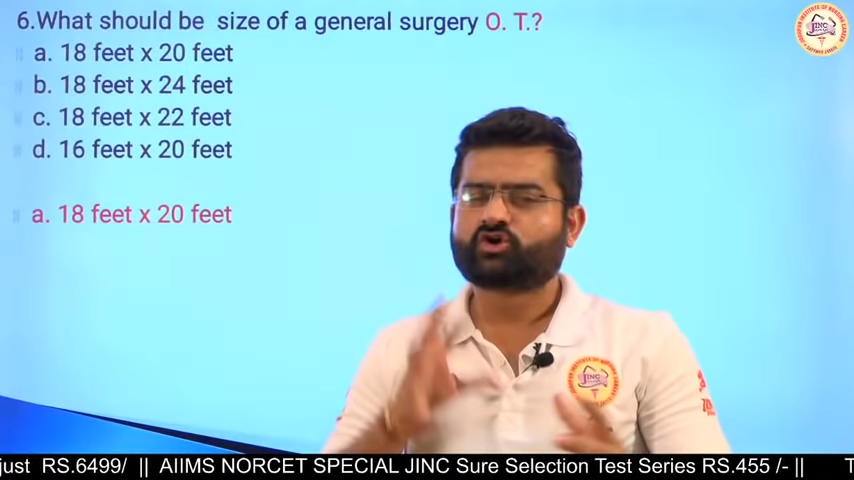 6.What should be size of a general surgery O. T.?
a. 18 feet x 20 feet
b. 18 feet x 24 feet
c. 18 feet x 22 feet
d. 16 feet x 20 feet
a. 18 feet x 20 feet
JINC
JINC
just RS.6499/ || AIIMS NORCET SPECIAL JINC Sure Selection Test Series RS.455 /- || T